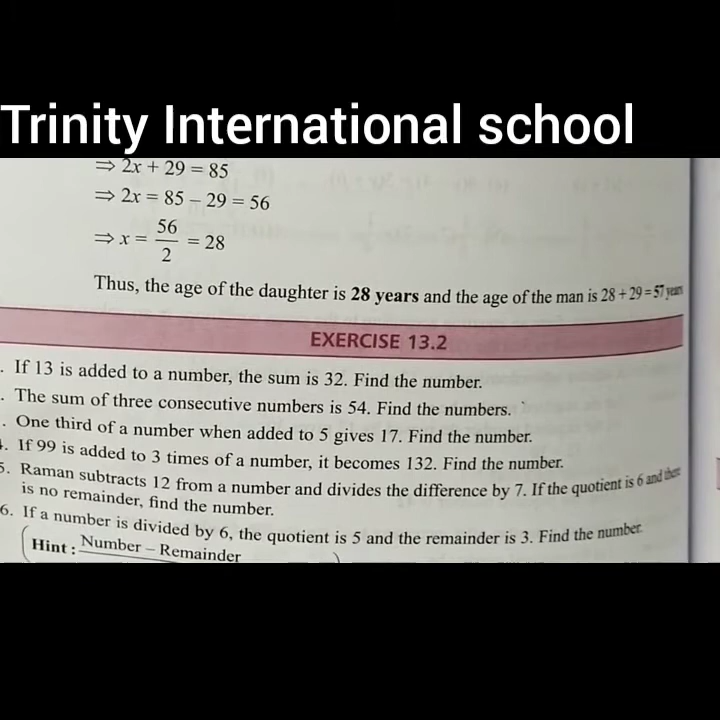 Trinity International school
⇒ 2x + 29 = 85
⇒ 2x = 85 – 29 = 56
⇒ x = 56/2 = 28
Thus, the age of the daughter is 28 years and the age of the man is 28 + 29 = 57 years
EXERCISE 13.2
. If 13 is added to a number, the sum is 32. Find the number.
. The sum of three consecutive numbers is 54. Find the numbers.
. One third of a number when added to 5 gives 17. Find the number.
4. If 99 is added to 3 times of a number, it becomes 132. Find the number.
5. Raman subtracts 12 from a number and divides the difference by 7. If the quotient is 6 and there
is no remainder, find the number.
6. If a number is divided by 6, the quotient is 5 and the remainder is 3. Find the number.
(Hint : Number – Remainder